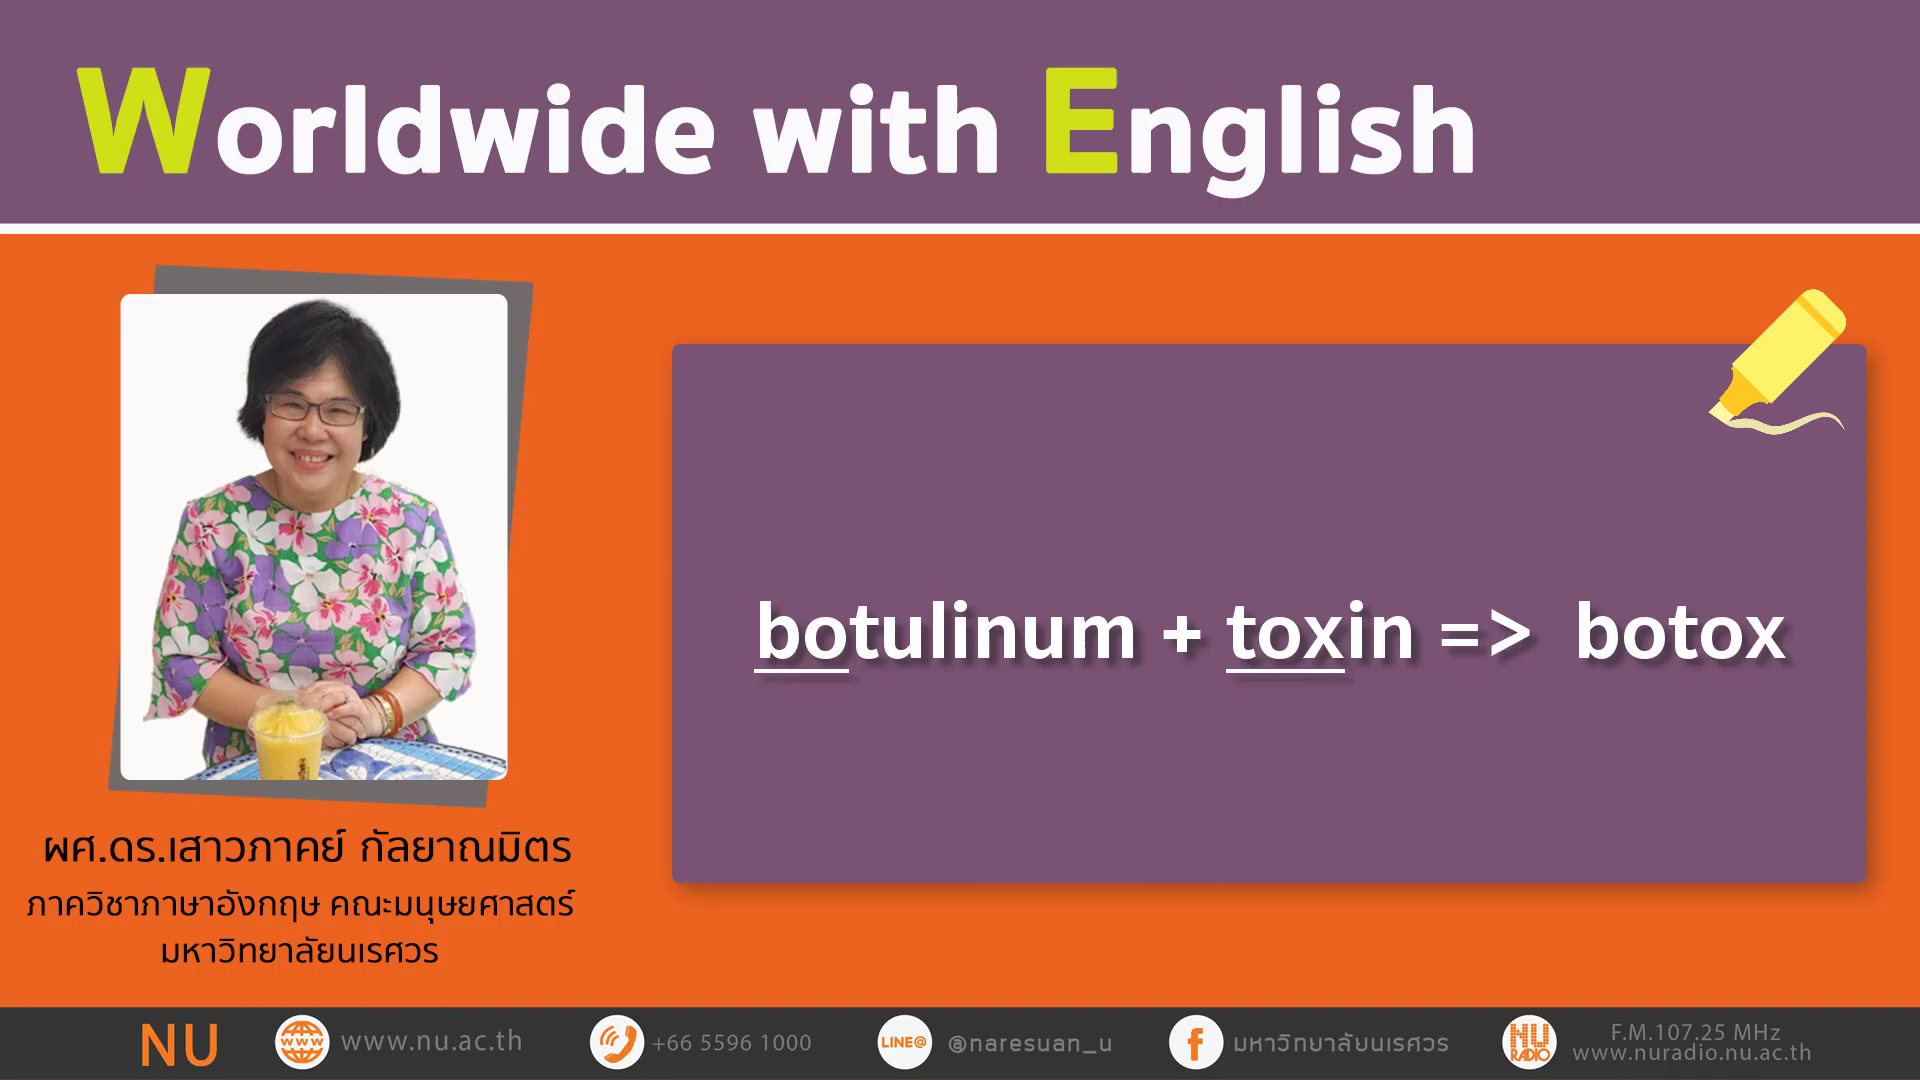 Worldwide with English
botulinum + toxin => botox
ผศ.ดร.เสาวภาคย์ กัลยาณมิตร
ภาควิชาภาษาอังกฤษ คณะมนุษยศาสตร์
มหาวิทยาลัยนเรศวร
NU
www
www.nu.ac.th
+66 5596 1000
LINE@
@naresuan_u
f
มหาวิทยาลัยนเรศวร
NU
RADIO
F.M.107.25 MHz
www.nuradio.nu.ac.th